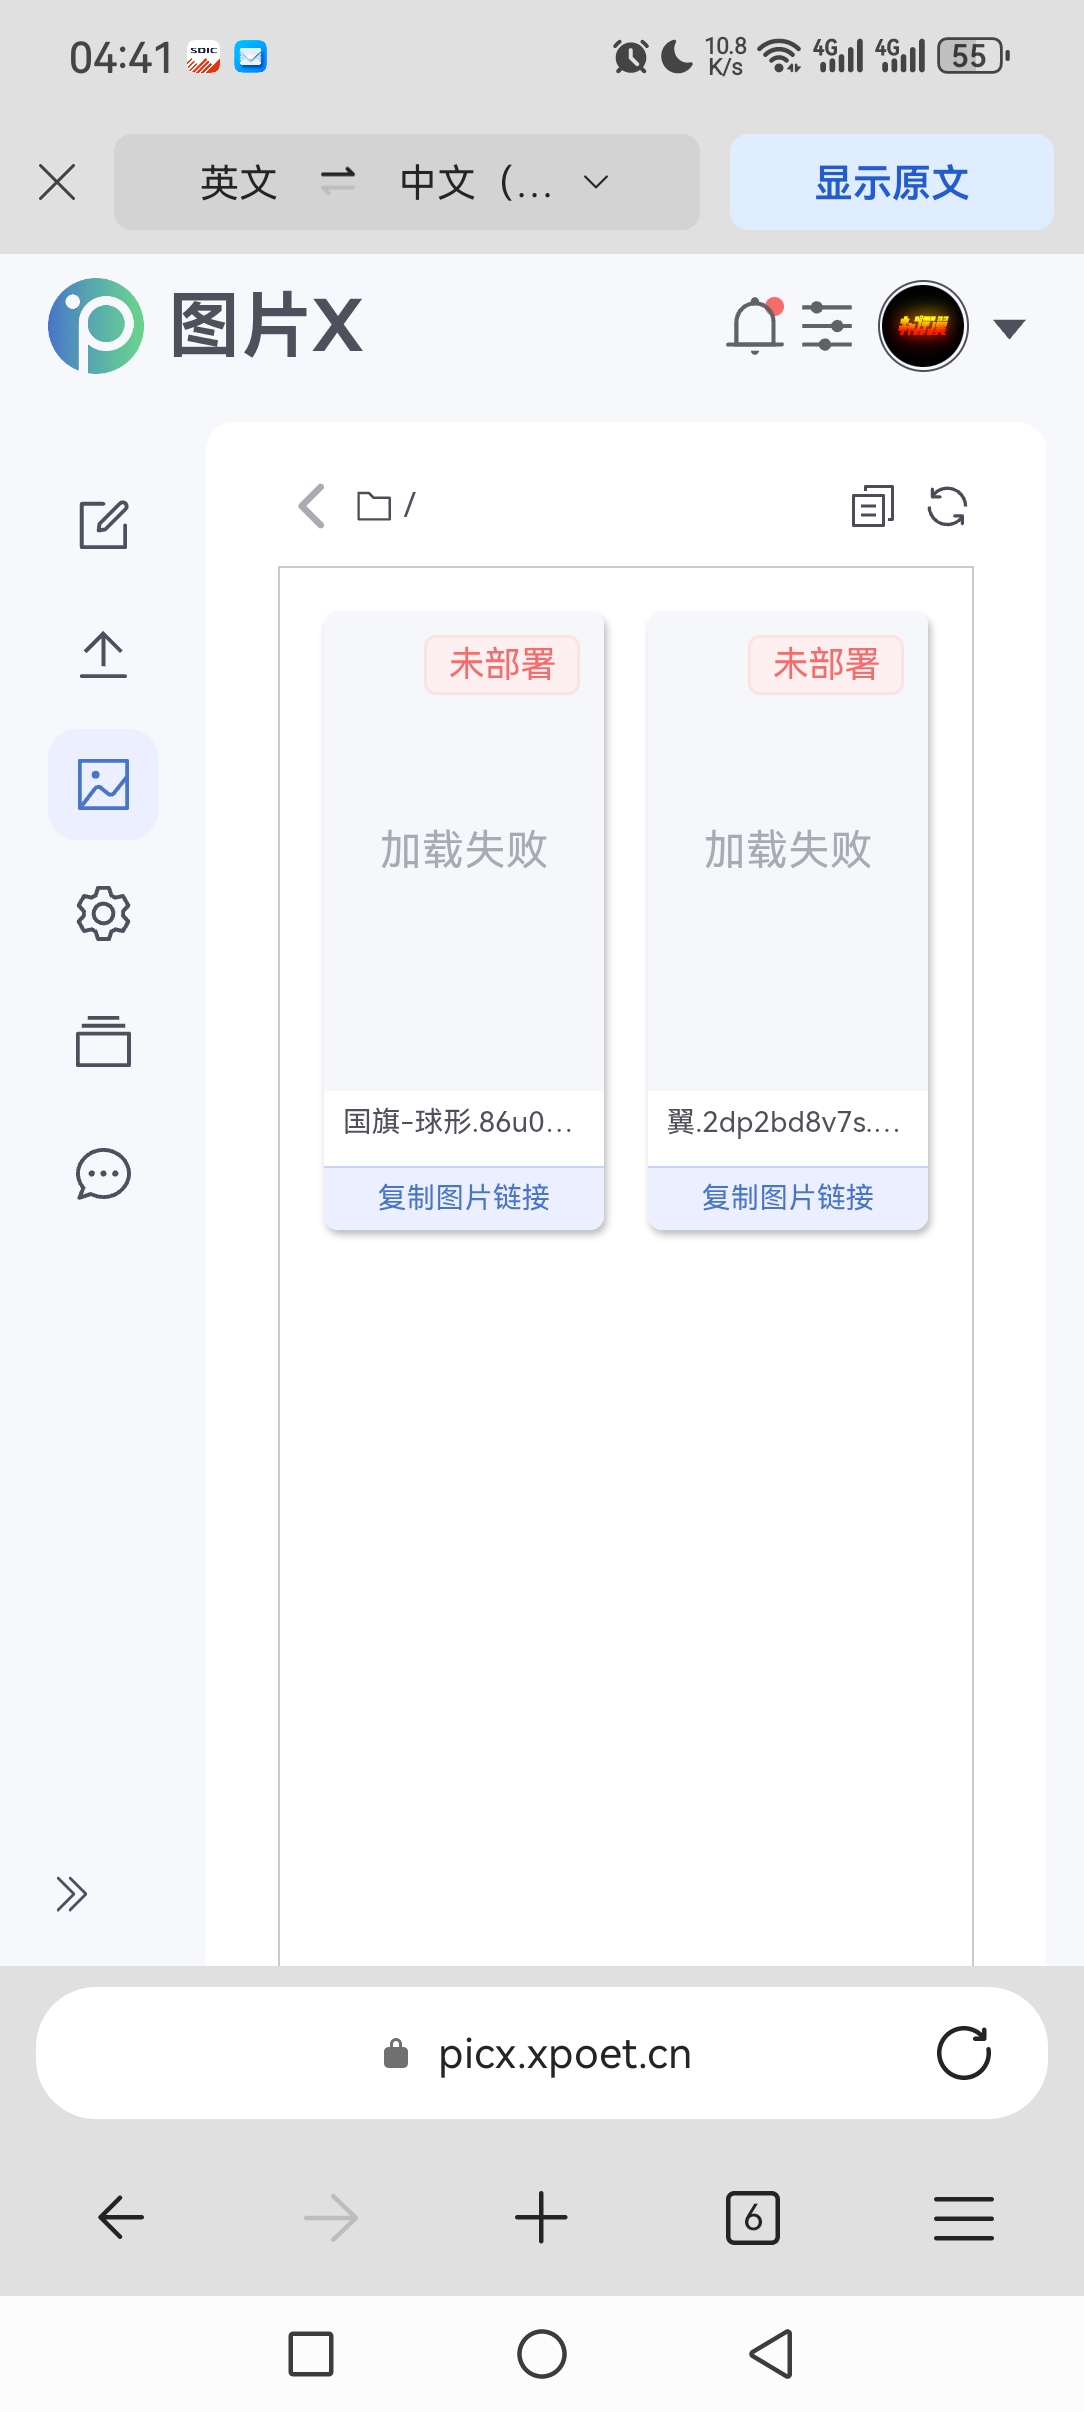 04:41 SDIC 10.8 K/s 4G 4G 55
英文 中文（... 显示原文
图片X
/
未部署 未部署
加载失败 加载失败
国旗-球形.86u0... 翼.2dp2bd8v7s....
复制图片链接 复制图片链接
picx.xpoet.cn
6